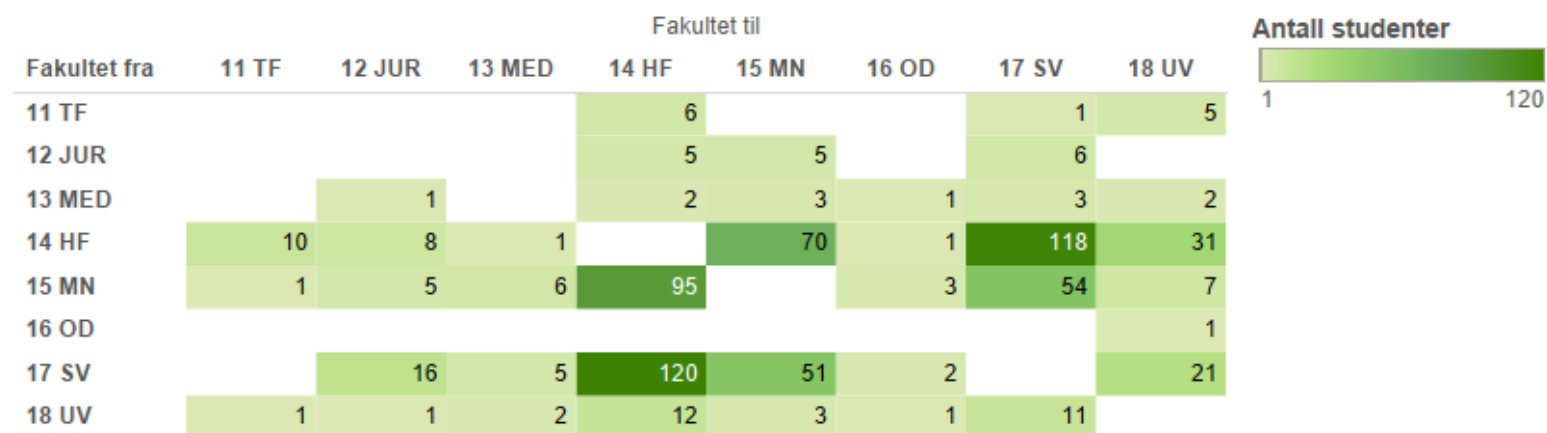 Fakultet til
Antall studenter
Fakultet fra 11 TF 12 JUR 13 MED 14 HF 15 MN 16 OD 17 SV 18 UV
1 120
11 TF 6 1 5
12 JUR 5 5 6
13 MED 1 2 3 1 3 2
14 HF 10 8 1 70 1 118 31
15 MN 1 5 6 95 3 54 7
16 OD 1
17 SV 16 5 120 51 2 21
18 UV 1 1 2 12 3 1 11